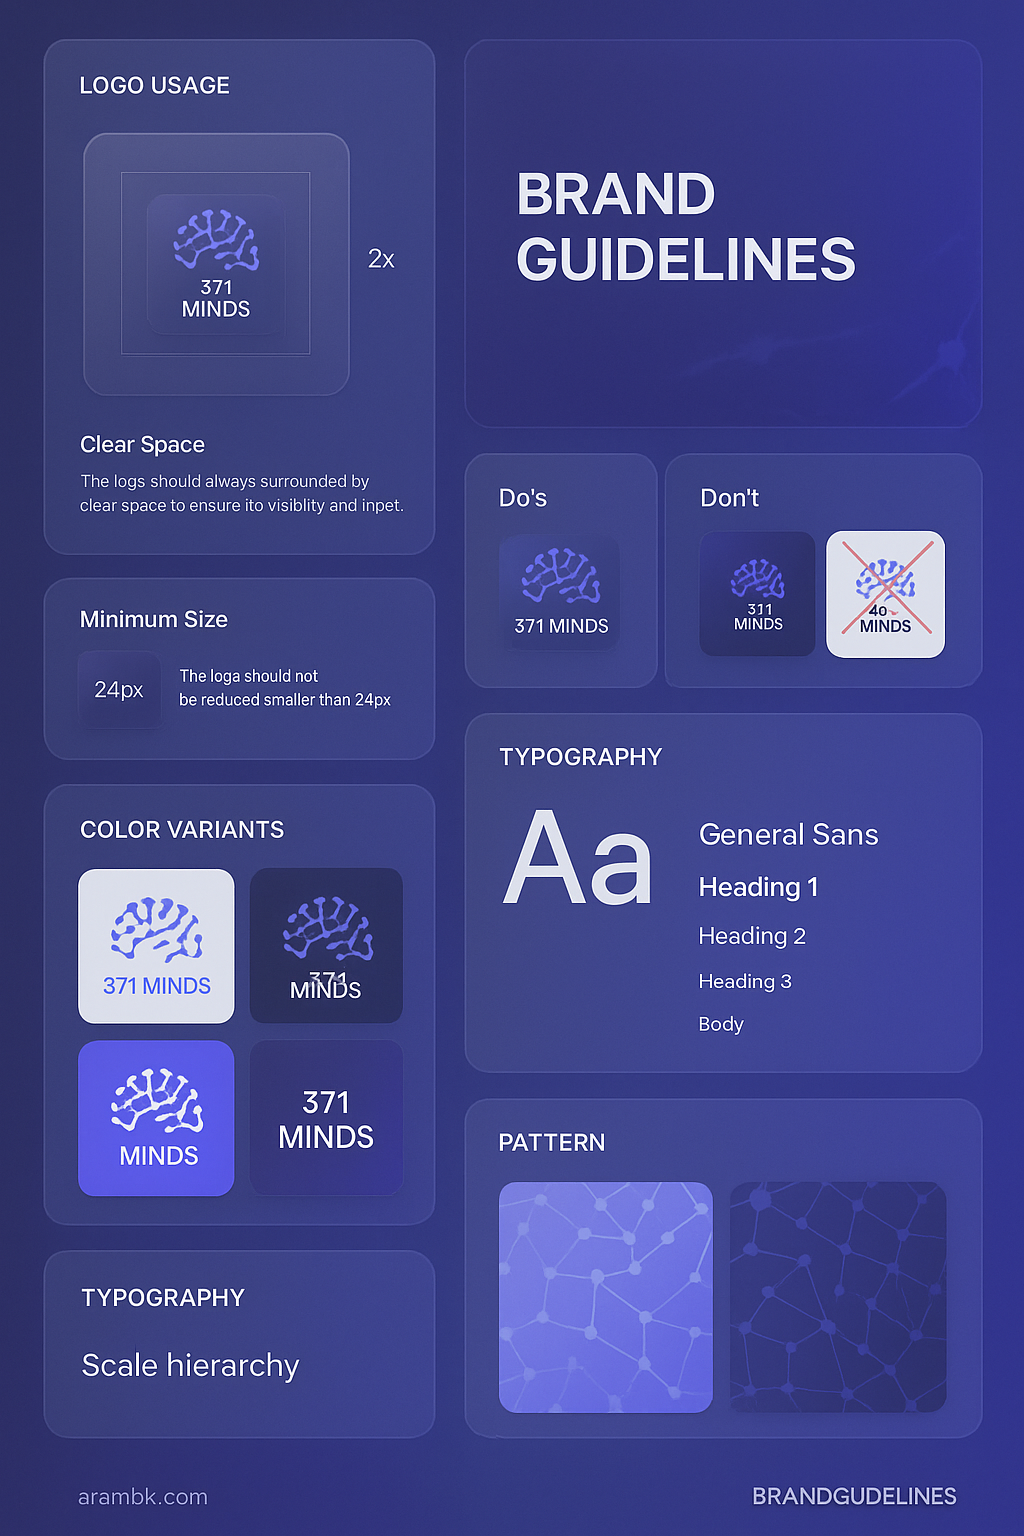 LOGO USAGE
371
MINDS
2x
Clear Space
The logs should always surrounded by
clear space to ensure ito visiblity and inpet.
Minimum Size
24px
The loga should not
be reduced smaller than 24px
COLOR VARIANTS
371 MINDS
371
MINDS
MINDS
371
MINDS
TYPOGRAPHY
Scale hierarchy
BRAND
GUIDELINES
Do's
371 MINDS
Don't
311
MINDS
40
MINDS
TYPOGRAPHY
Aa
General Sans
Heading 1
Heading 2
Heading 3
Body
PATTERN
arambk.com
BRANDGUDELINES